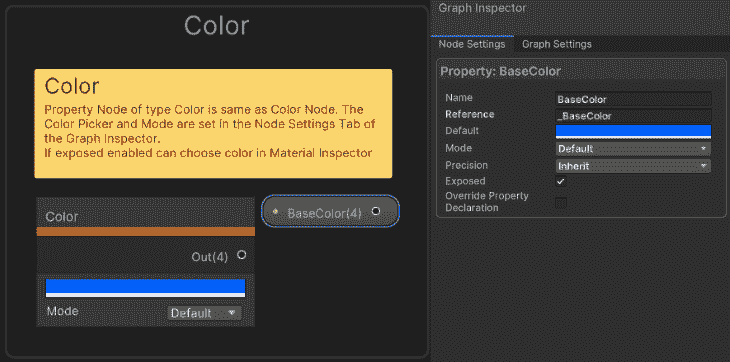 Color
Color
Property Node of type Color is same as Color Node. The
Color Picker and Mode are set in the Node Settings Tab of
the Graph Inspector.
If exposed enabled can choose color in Material Inspector
Color
Out(4)
Mode
Default
BaseColor(4)
Graph Inspector
Node Settings Graph Settings
Property: BaseColor
Name BaseColor
Reference _BaseColor
Default
Mode Default
Precision Inherit
Exposed
Override Property
Declaration